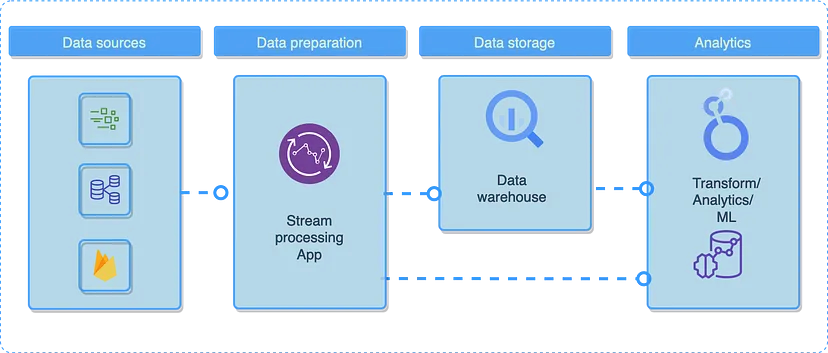 Data sources
Data preparation
Data storage
Analytics
Stream
processing
App
Data
warehouse
Transform/
Analytics/
ML